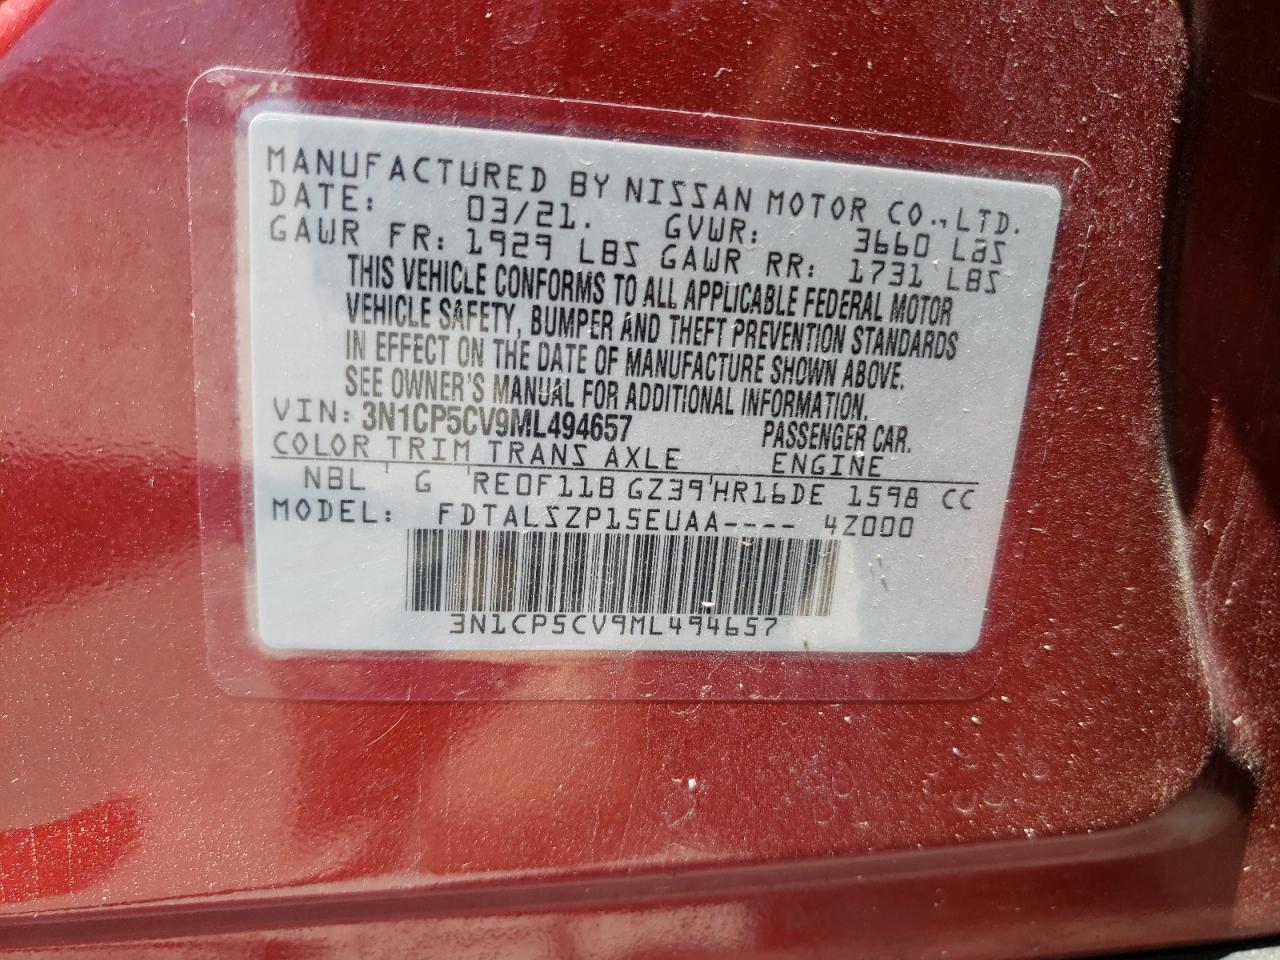 MANUFACTURED BY NISSAN MOTOR CO., LTD.
DATE: 03/21. GVWR: 3660 LBS
GAWR FR: 1929 LBS GAWR RR: 1731 LBS
THIS VEHICLE CONFORMS TO ALL APPLICABLE FEDERAL MOTOR
VEHICLE SAFETY, BUMPER AND THEFT PREVENTION STANDARDS
IN EFFECT ON THE DATE OF MANUFACTURE SHOWN ABOVE.
SEE OWNER'S MANUAL FOR ADDITIONAL INFORMATION.
VIN: 3N1CP5CV9ML494657 PASSENGER CAR.
COLOR TRIM TRANS AXLE ENGINE
NBL ' G 'RE0F11B GZ39'HR16DE 1598 CC
MODEL: FDTALSZP15EUAA---- 4Z000
3N1CP5CV9ML494657